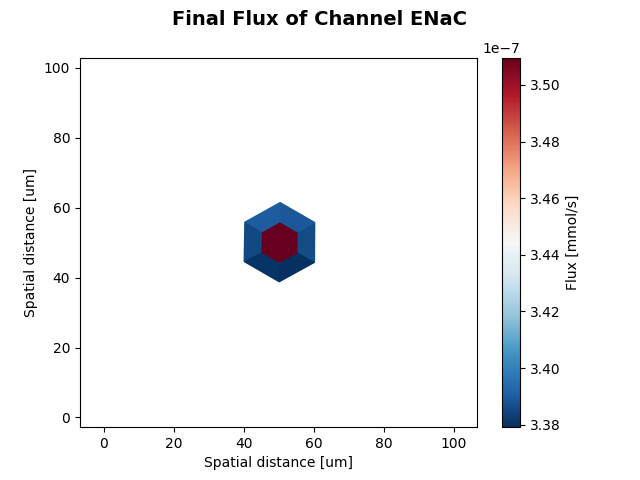 Final Flux of Channel ENaC
1e−7
100
80
60
40
20
0
Spatial distance [um]
0 20 40 60 80 100
Spatial distance [um]
3.50
3.48
3.46
3.44
3.42
3.40
3.38
Flux [mmol/s]